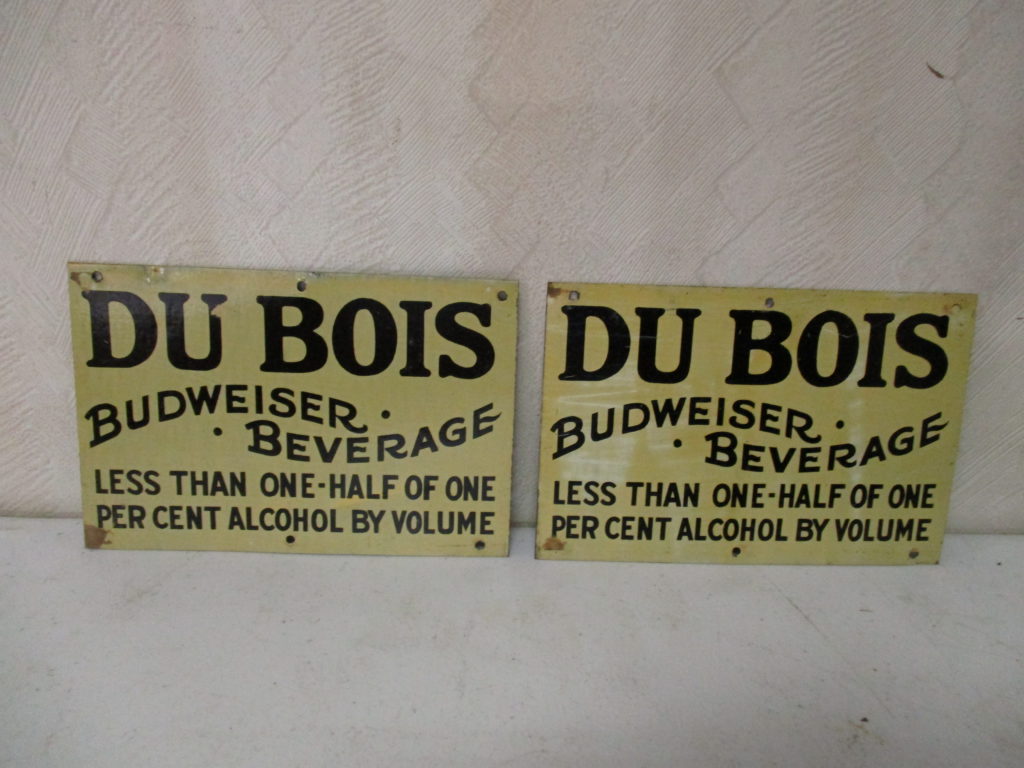 DU BOIS
BUDWEISER ·
· BEVERAGE
LESS THAN ONE-HALF OF ONE
PER CENT ALCOHOL BY VOLUME
DU BOIS
BUDWEISER ·
· BEVERAGE
LESS THAN ONE-HALF OF ONE
PER CENT ALCOHOL BY VOLUME